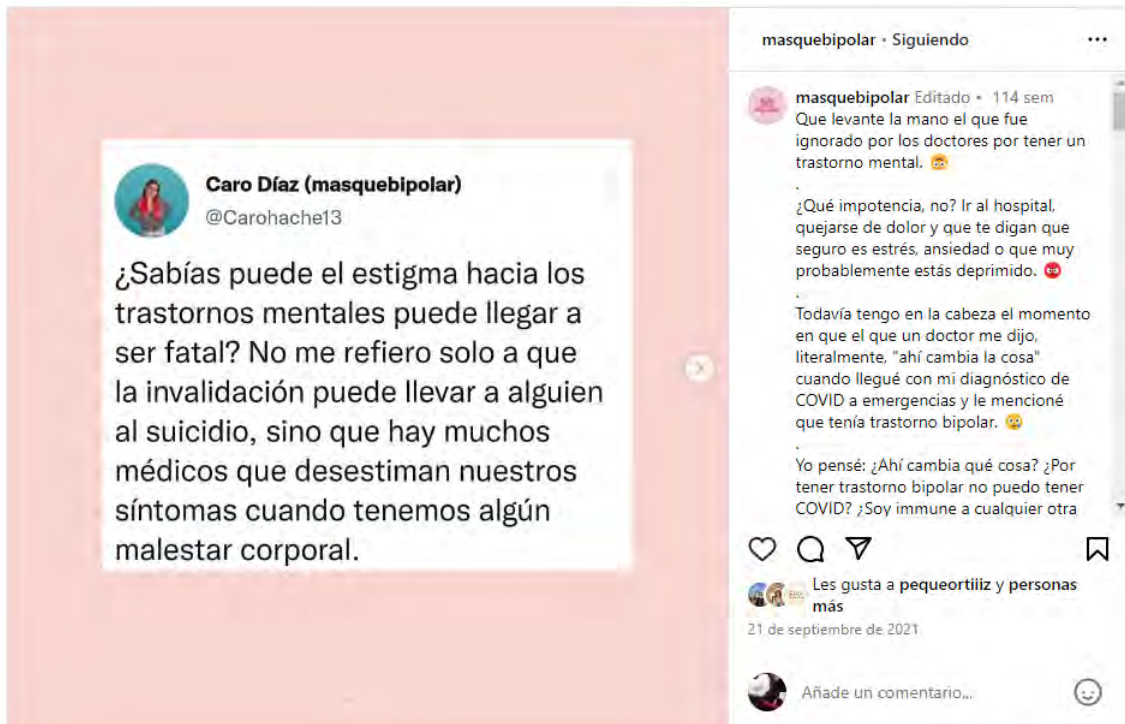 masquebipolar • Siguiendo
masquebipolar Editado • 114 sem
Que levante la mano el que fue
ignorado por los doctores por tener un
trastorno mental. 🤕
.
¿Qué impotencia, no? Ir al hospital,
quejarse de dolor y que te digan que
seguro es estrés, ansiedad o que muy
probablemente estás deprimido. 😡
.
Todavía tengo en la cabeza el momento
en que el que un doctor me dijo,
literalmente, "ahí cambia la cosa"
cuando llegué con mi diagnóstico de
COVID a emergencias y le mencioné
que tenía trastorno bipolar.
.
Yo pensé: ¿Ahí cambia qué cosa? ¿Por
tener trastorno bipolar no puedo tener
COVID? ¿Soy immune a cualquier otra
Caro Díaz (masquebipolar)
@Carohache13
¿Sabías puede el estigma hacia los
trastornos mentales puede llegar a
ser fatal? No me refiero solo a que
la invalidación puede llevar a alguien
al suicidio, sino que hay muchos
médicos que desestiman nuestros
síntomas cuando tenemos algún
malestar corporal.
Les gusta a pequeortiiiz y personas
más
21 de septiembre de 2021
Añade un comentario...